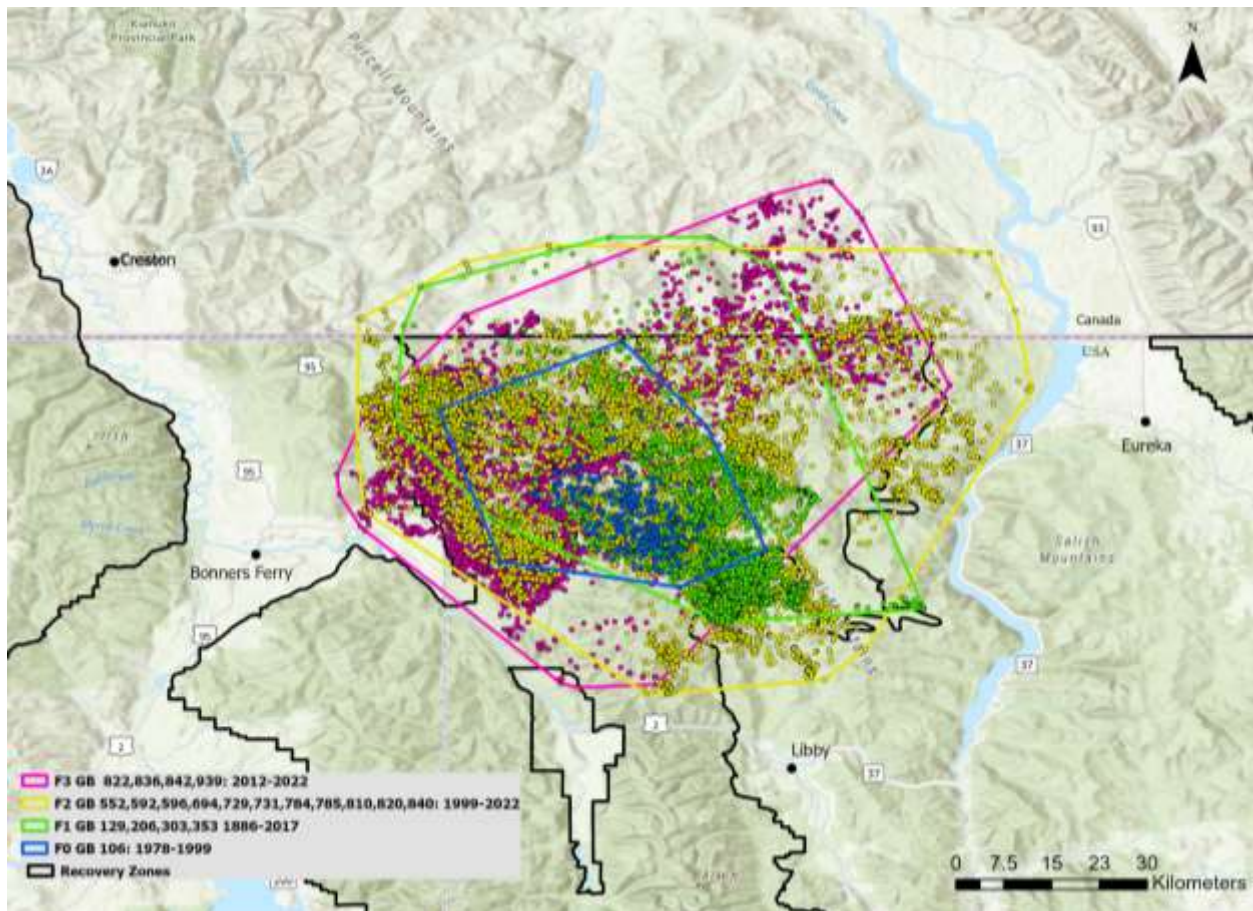 Kianuko
Provincial Park
Purcell Mountains
N
3A
93
Creston
Canada
USA
95
37
Eureka
95
Salish
Mountains
Bonners Ferry
95
37
2
2
Libby
37
F3 GB 822,836,842,939: 2012-2022
F2 GB 552,592,596,694,729,731,784,785,810,820,840: 1999-2022
F1 GB 129,206,303,353 1886-2017
F0 GB 106: 1978-1999
Recovery Zones
0 7.5 15 23 30
Kilometers